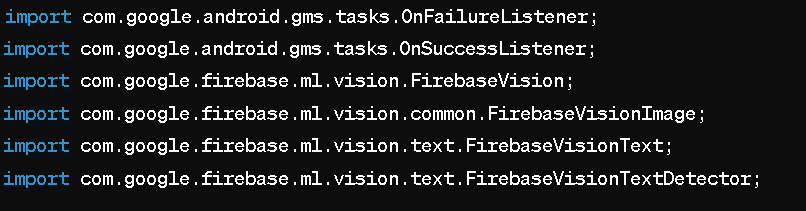 import com.google.android.gms.tasks.OnFailureListener;
import com.google.android.gms.tasks.OnSuccessListener;
import com.google.firebase.ml.vision.FirebaseVision;
import com.google.firebase.ml.vision.common.FirebaseVisionImage;
import com.google.firebase.ml.vision.text.FirebaseVisionText;
import com.google.firebase.ml.vision.text.FirebaseVisionTextDetector;